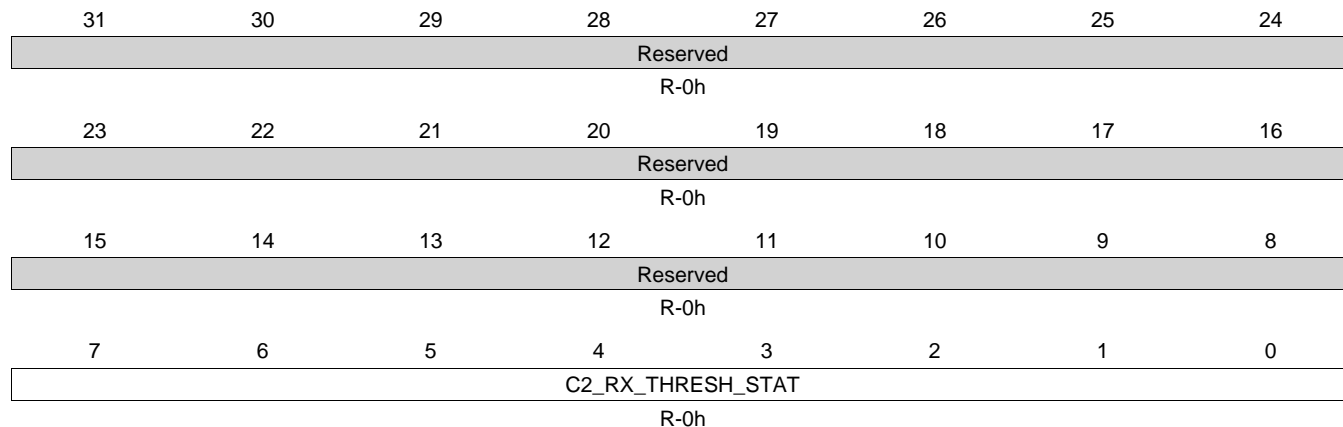 31 30 29 28 27 26 25 24
Reserved
R-0h
23 22 21 20 19 18 17 16
Reserved
R-0h
15 14 13 12 11 10 9 8
Reserved
R-0h
7 6 5 4 3 2 1 0
C2_RX_THRESH_STAT
R-0h